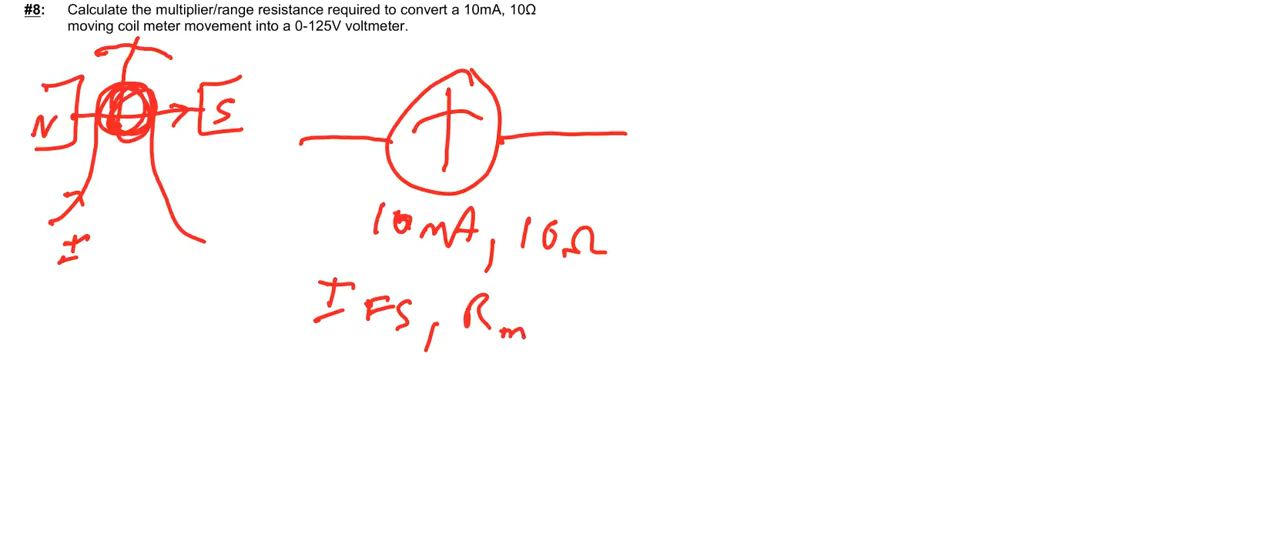 #8: Calculate the multiplier/range resistance required to convert a 10mA, 10Ω
moving coil meter movement into a 0-125V voltmeter.
N S
10mA, 10Ω
I
I FS, Rm